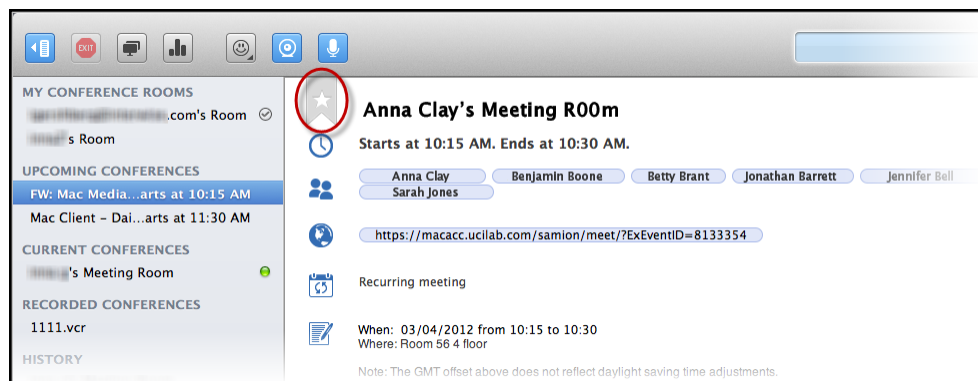 EXIT
MY CONFERENCE ROOMS
.com's Room
's Room
UPCOMING CONFERENCES
FW: Mac Media...arts at 10:15 AM
Mac Client – Dai...arts at 11:30 AM
CURRENT CONFERENCES
's Meeting Room
RECORDED CONFERENCES
1111.vcr
HISTORY
Anna Clay's Meeting R00m
Starts at 10:15 AM. Ends at 10:30 AM.
Anna Clay Benjamin Boone Betty Brant Jonathan Barrett Jennifer Bell
Sarah Jones
https://macacc.ucilab.com/samion/meet/?ExEventID=8133354
Recurring meeting
When: 03/04/2012 from 10:15 to 10:30
Where: Room 56 4 floor
Note: The GMT offset above does not reflect daylight saving time adjustments.